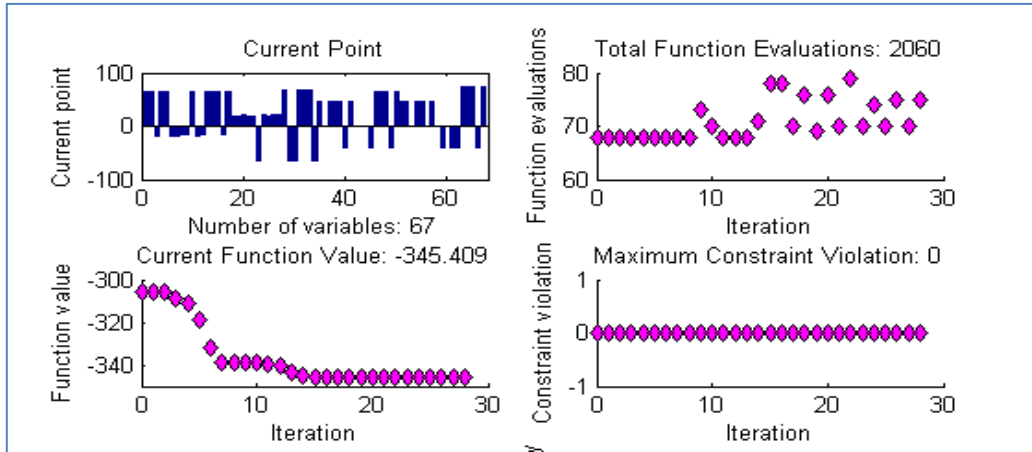 Current Point
Current point
100
0
-100
0
20
40
60
Number of variables: 67
Total Function Evaluations: 2060
Function evaluations
80
70
60
0
10
20
30
Iteration
Current Function Value: -345.409
Function value
-300
-320
-340
0
10
20
30
Iteration
Maximum Constraint Violation: 0
Constraint violation
1
0
-1
0
10
20
30
Iteration
y